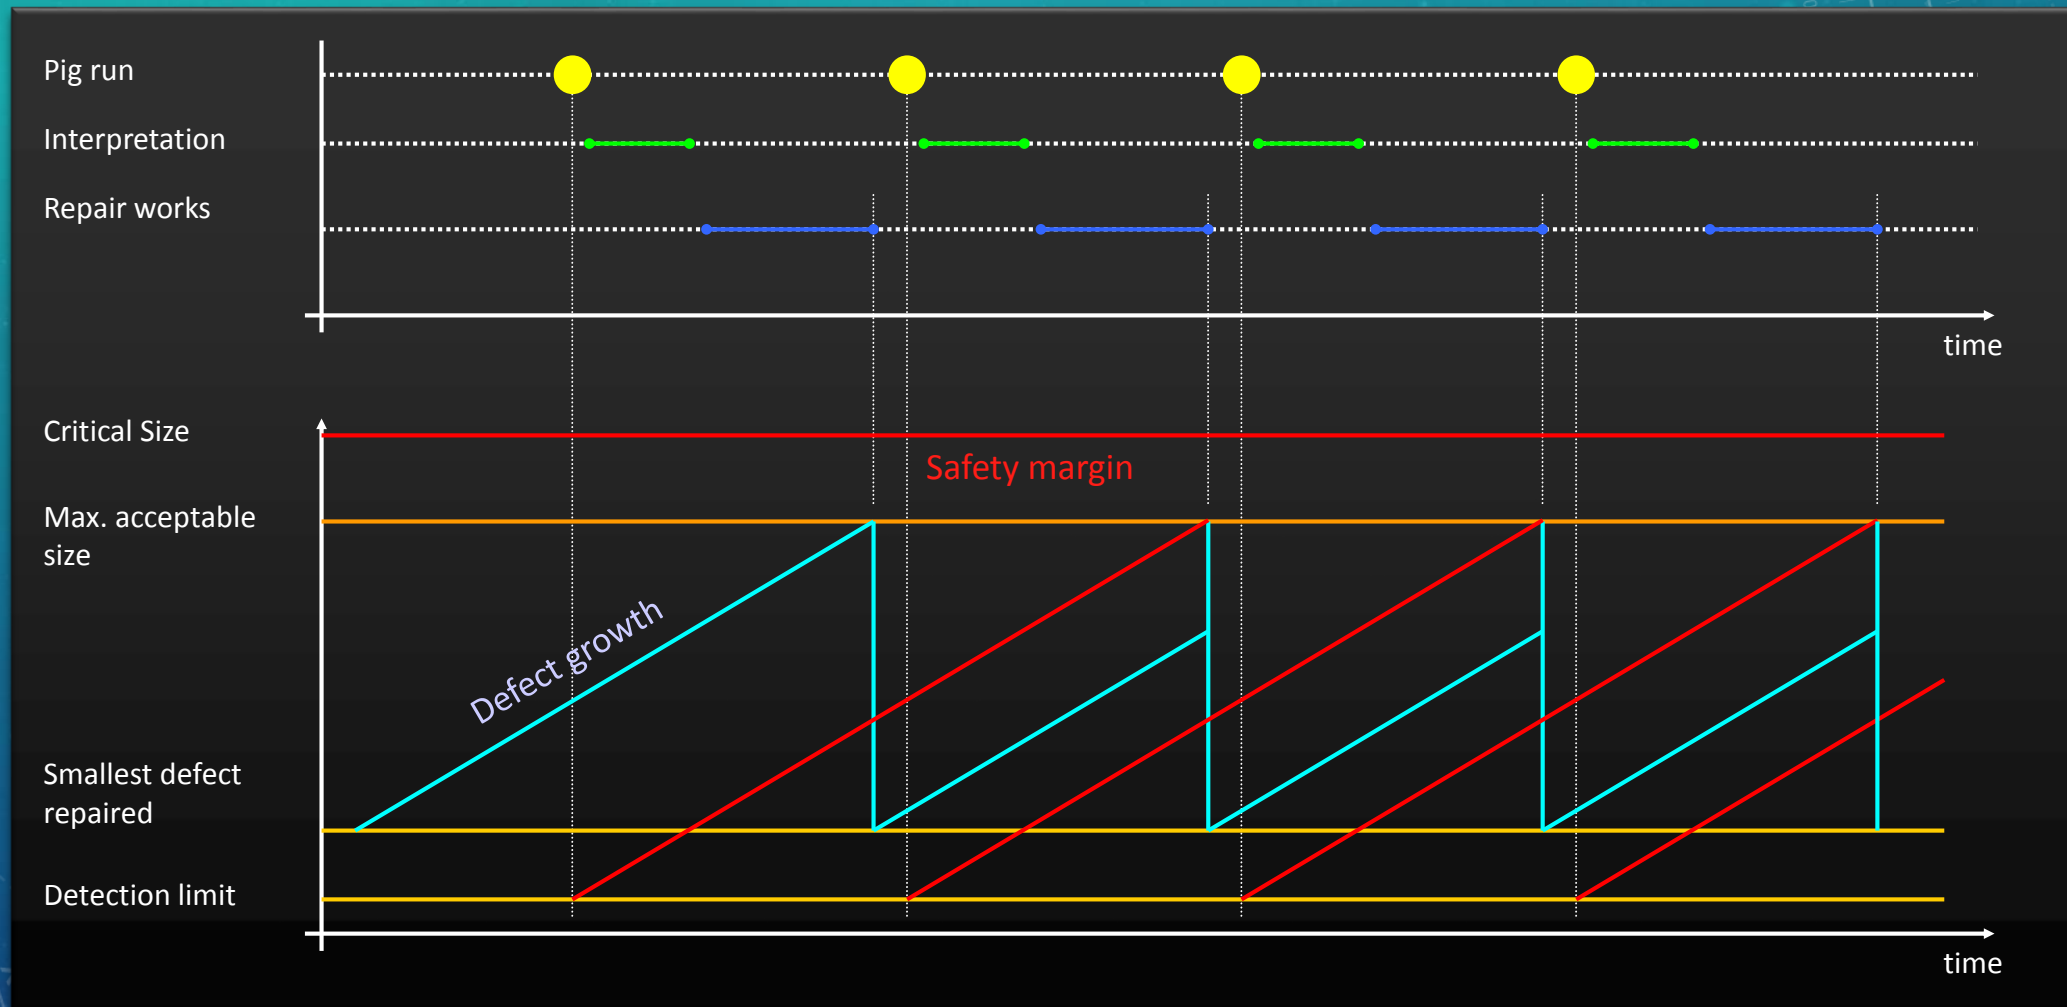 Pig run
Interpretation
Repair works
time
Critical Size
Safety margin
Max. acceptable
size
Defect growth
Smallest defect
repaired
Detection limit
time